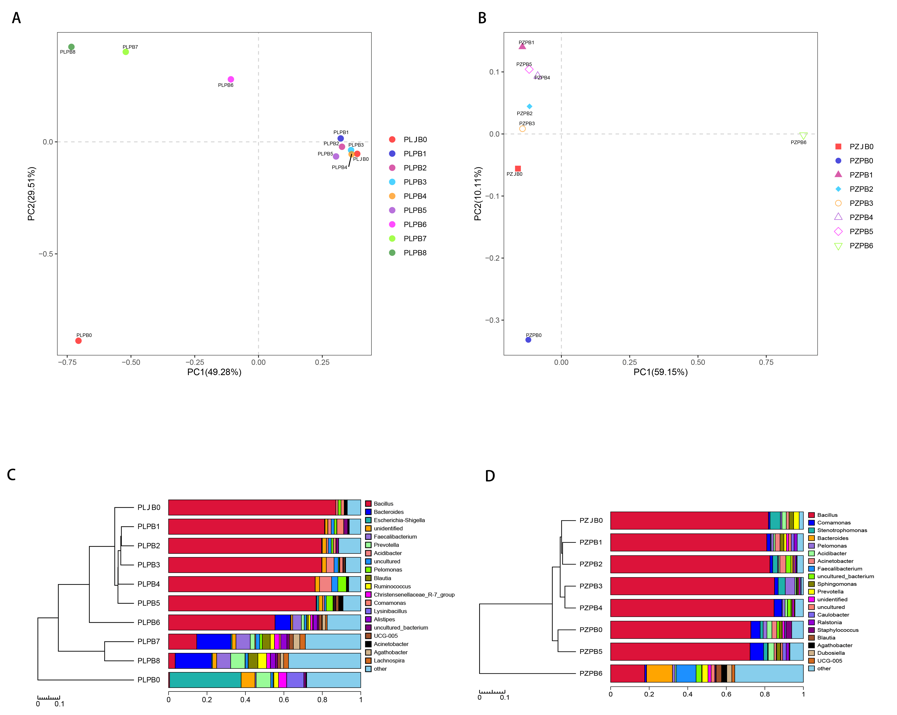 A
PLPB8
PLPB7
PLPB6
PLPB1
PLPB2
PLPB3
PLPB5
PLJB0
PLPB4
PLPB0
0.0
−0.5
−0.75
−0.50
−0.25
0.00
0.25
PC1(49.28%)
PC2(29.51%)
PLJB0
PLPB1
PLPB2
PLPB3
PLPB4
PLPB5
PLPB6
PLPB7
PLPB8
B
PZPB1
PZPB5
PZPB4
PZPB2
PZPB3
PZPB6
PZJB0
PZPB0
0.1
0.0
−0.1
−0.2
−0.3
0.00
0.25
0.50
0.75
PC1(59.15%)
PC2(10.11%)
PZJB0
PZPB0
PZPB1
PZPB2
PZPB3
PZPB4
PZPB5
PZPB6
C
PLJB0
PLPB1
PLPB2
PLPB3
PLPB4
PLPB5
PLPB6
PLPB7
PLPB8
PLPB0
0 0.1
0 0.2 0.4 0.6 0.8 1
Bacillus
Bacteroides
Escherichia-Shigella
unidentified
Faecalibacterium
Prevotella
Acidibacter
uncultured
Pelomonas
Blautia
Ruminococcus
Christensenellaceae_R-7_group
Comamonas
Lysinibacillus
Alistipes
uncultured_bacterium
UCG-005
Acinetobacter
Agathobacter
Lachnospira
other
D
PZJB0
PZPB1
PZPB2
PZPB3
PZPB4
PZPB0
PZPB5
PZPB6
0 0.1
0 0.2 0.4 0.6 0.8 1
Bacillus
Comamonas
Stenotrophomonas
Bacteroides
Pelomonas
Acidibacter
Acinetobacter
Faecalibacterium
uncultured_bacterium
Sphingomonas
Prevotella
unidentified
uncultured
Caulobacter
Ralstonia
Staphylococcus
Blautia
Agathobacter
Dubosiella
UCG-005
other